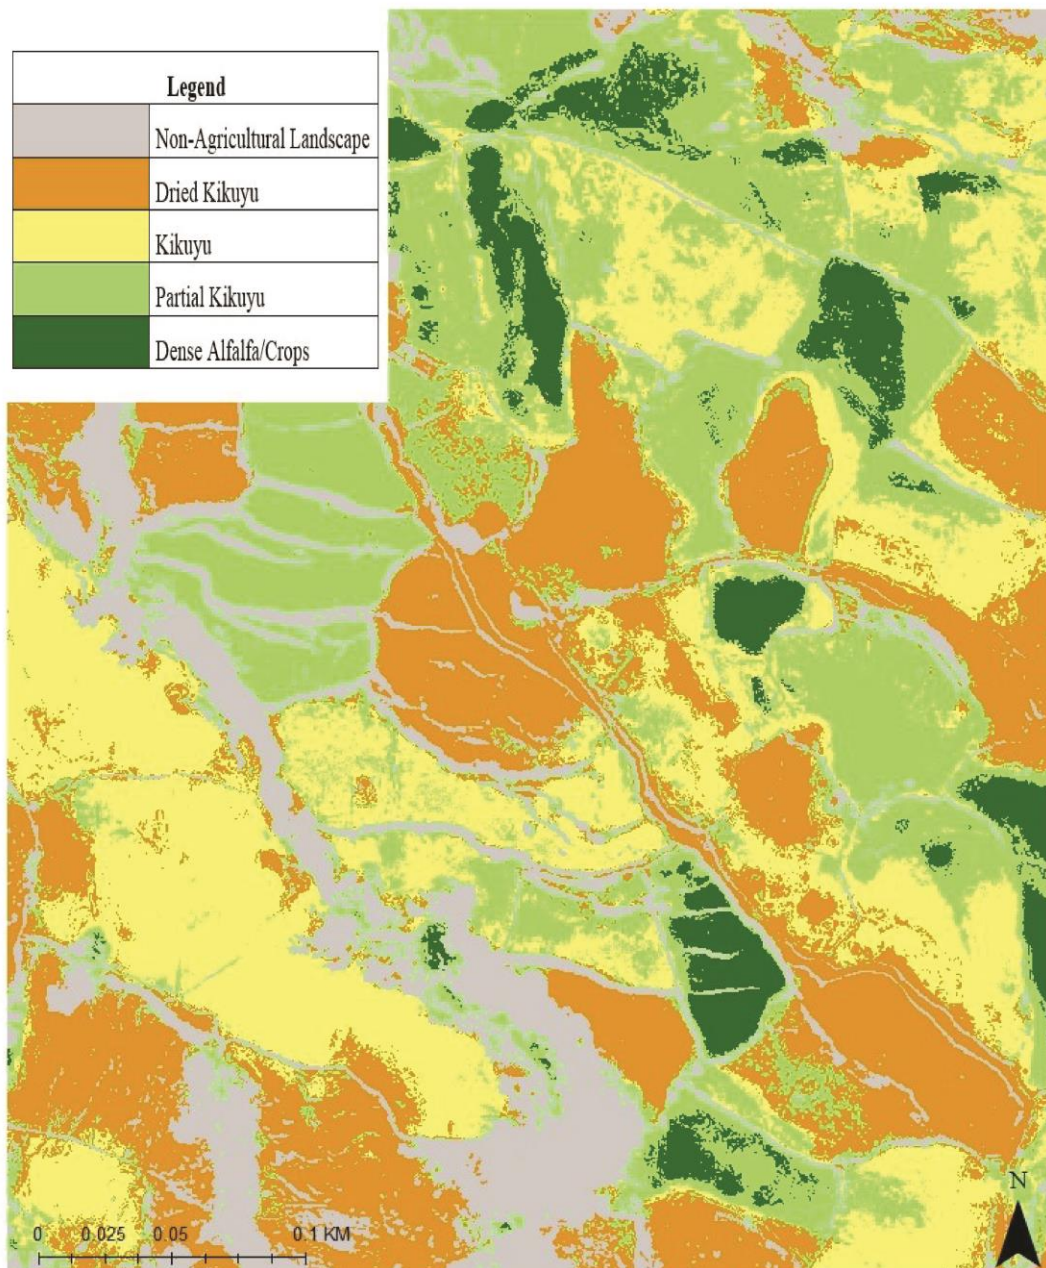 Legend
Non-Agricultural Landscape
Dried Kikuyu
Kikuyu
Partial Kikuyu
Dense Alfalfa/Crops
N
0 0.025 0.05 0.1 KM